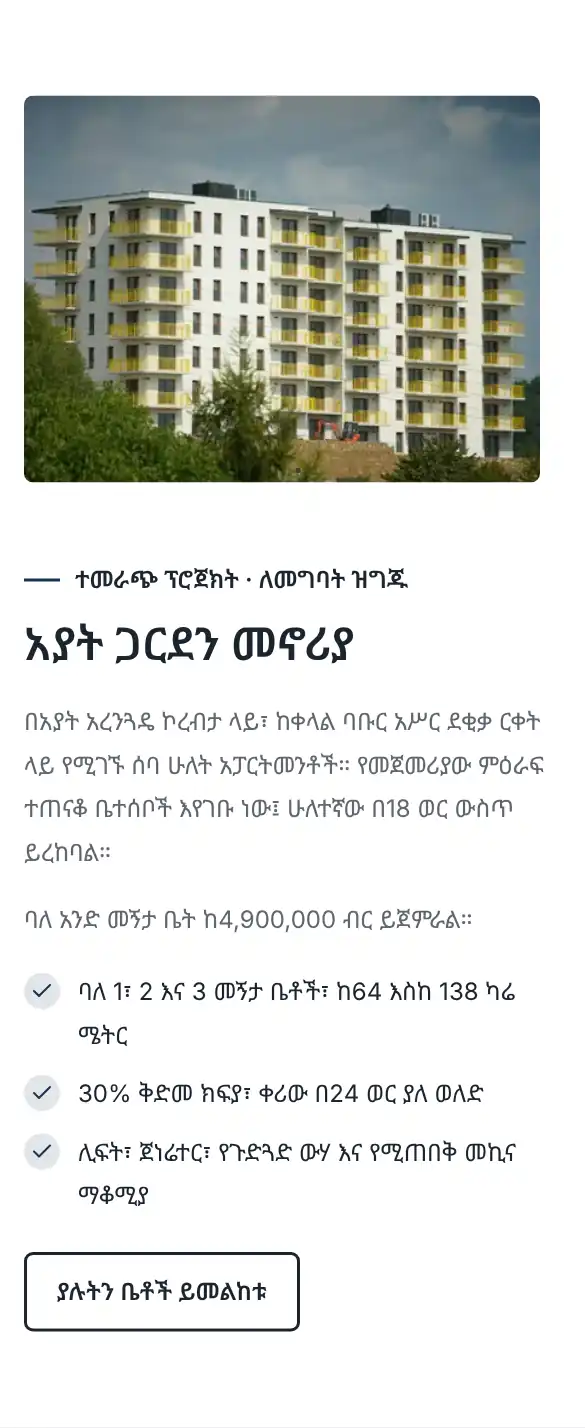 ተመራጭ ፕሮጀክት · ለመግባት ዝግጁ
አያት ጋርደን መኖሪያ
በአያት አረንጓዴ ኮረብታ ላይ፣ ከቀላል ባቡር አሥር ደቂቃ ርቀት
ላይ የሚገኙ ሰባ ሁለት አፓርትመንቶች። የመጀመሪያው ምዕራፍ
ተጠናቆ ቤተሰቦች እየገቡ ነው፤ ሁለተኛው በ18 ወር ውስጥ
ይረከባል።
ባለ አንድ መኝታ ቤት ከ4,900,000 ብር ይጀምራል።
ባለ 1፣ 2 እና 3 መኝታ ቤቶች፣ ከ64 እስከ 138 ካሬ
ሜትር
30% ቅድመ ክፍያ፣ ቀሪው በ24 ወር ያለ ወለድ
ሊፍት፣ ጀነሬተር፣ የጉድጓድ ውሃ እና የሚጠበቅ መኪና
ማቆሚያ
ያሉትን ቤቶች ይመልከቱ